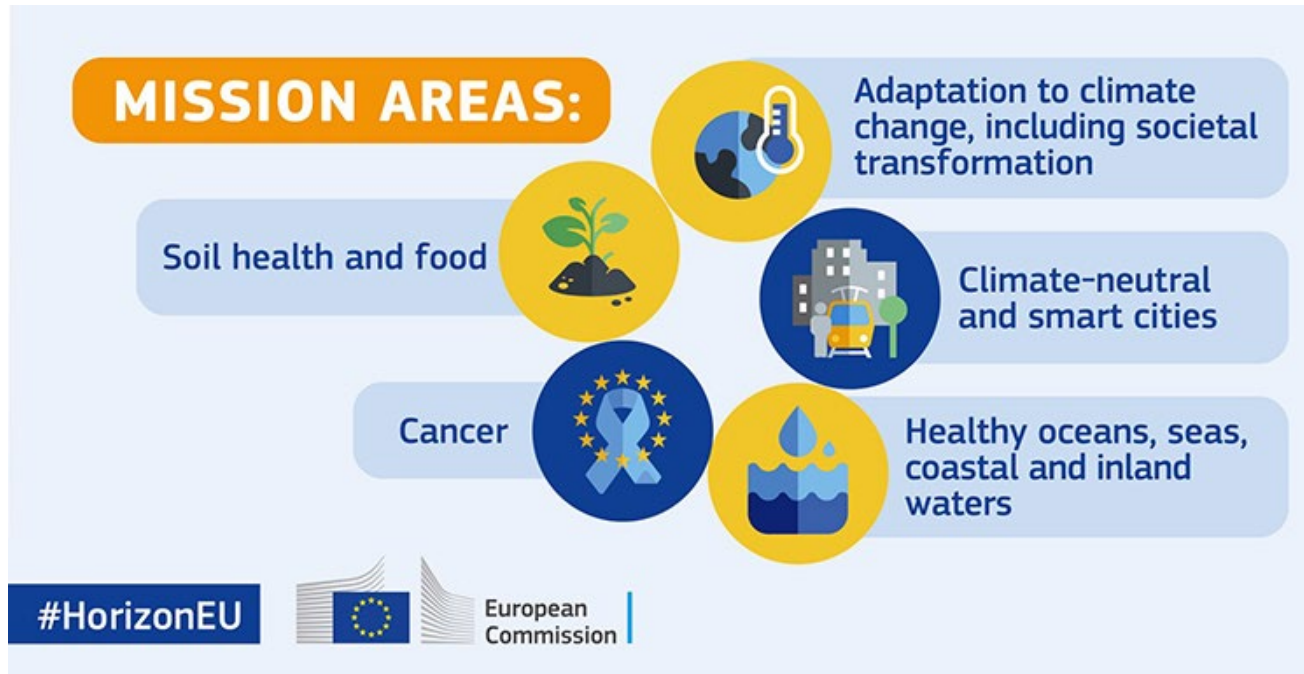 MISSION AREAS:
Adaptation to climate
change, including societal
transformation
Soil health and food
Climate-neutral
and smart cities
Cancer
Healthy oceans, seas,
coastal and inland
waters
#HorizonEU
European
Commission